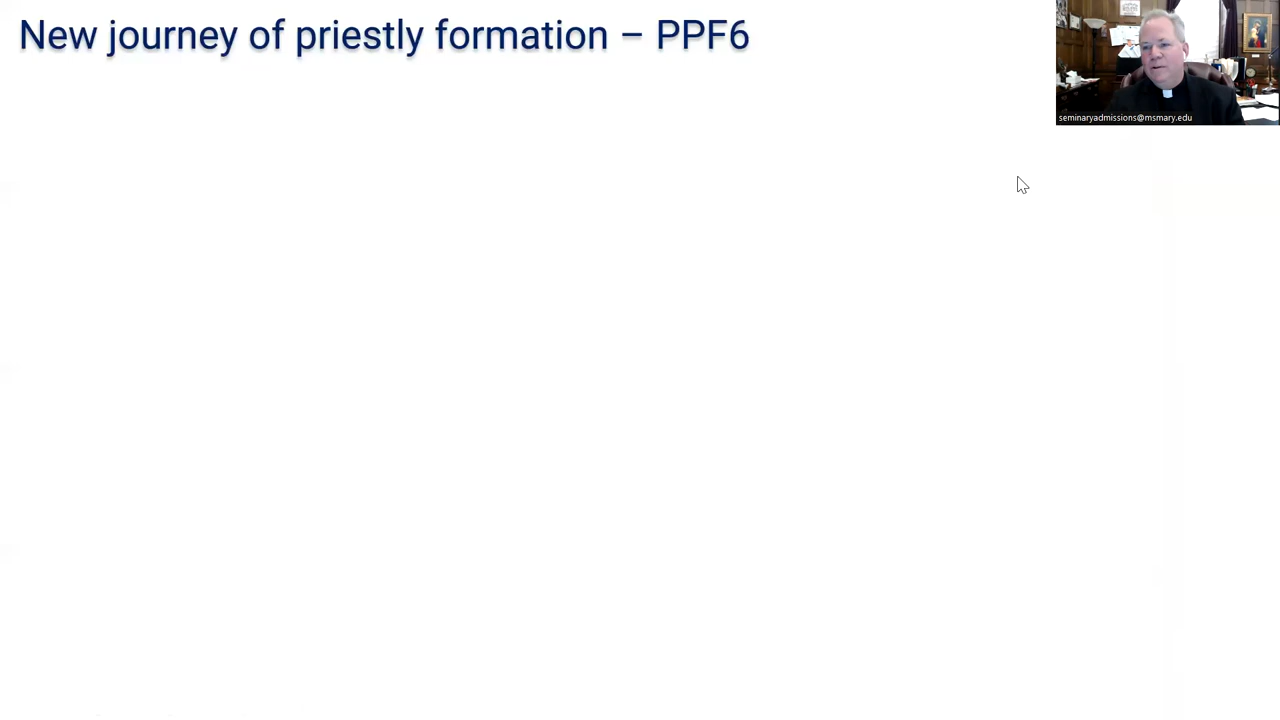 New journey of priestly formation – PPF6
seminaryadmissions@msmary.edu